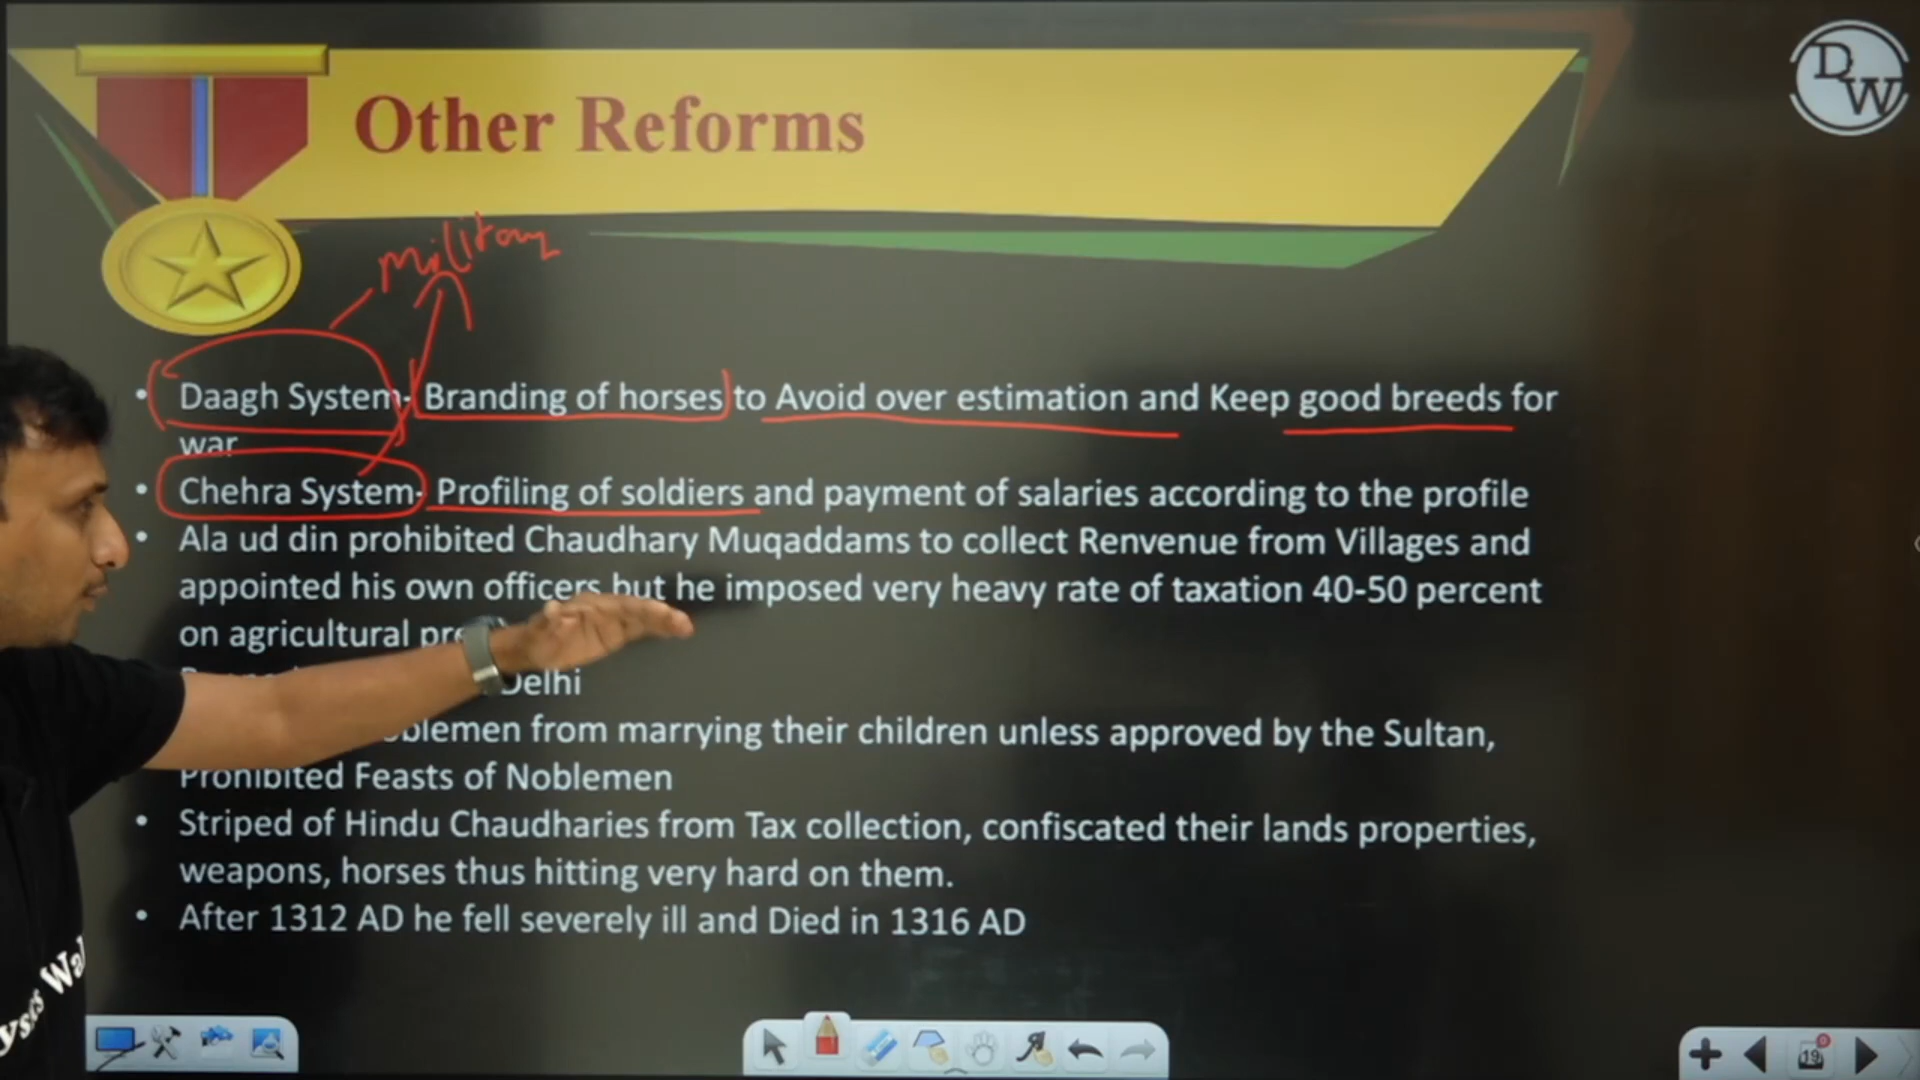 Other Reforms
DW
military
• Daagh System- Branding of horses to Avoid over estimation and Keep good breeds for
war
• Chehra System- Profiling of soldiers and payment of salaries according to the profile
• Ala ud din prohibited Chaudhary Muqaddams to collect Renvenue from Villages and
appointed his own officers but he imposed very heavy rate of taxation 40-50 percent
on agricultural
Delhi
from marrying their children unless approved by the Sultan,
Prohibited Feasts of Noblemen
• Striped of Hindu Chaudharies from Tax collection, confiscated their lands properties,
weapons, horses thus hitting very hard on them.
• After 1312 AD he fell severely ill and Died in 1316 AD
19